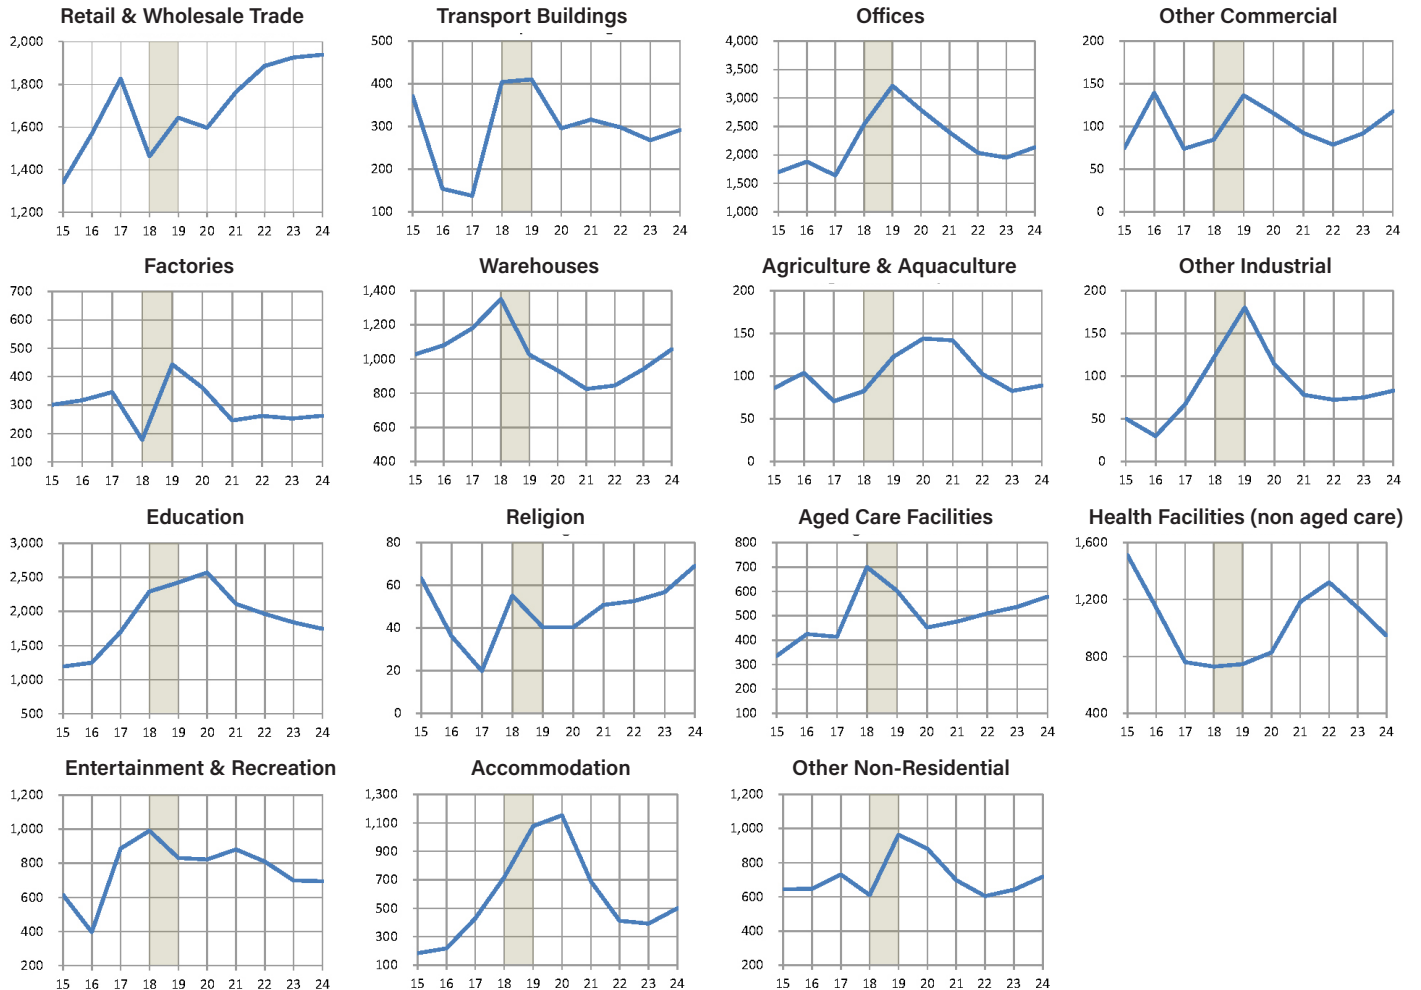 Retail & Wholesale Trade
2,000
1,800
1,600
1,400
1,200
15 16 17 18 19 20 21 22 23 24
Transport Buildings
500
400
300
200
100
15 16 17 18 19 20 21 22 23 24
Offices
4,000
3,500
3,000
2,500
2,000
1,500
1,000
15 16 17 18 19 20 21 22 23 24
Other Commercial
200
150
100
50
0
15 16 17 18 19 20 21 22 23 24
Factories
700
600
500
400
300
200
100
15 16 17 18 19 20 21 22 23 24
Warehouses
1,400
1,200
1,000
800
600
400
15 16 17 18 19 20 21 22 23 24
Agriculture & Aquaculture
200
150
100
50
0
15 16 17 18 19 20 21 22 23 24
Other Industrial
200
150
100
50
0
15 16 17 18 19 20 21 22 23 24
Education
3,000
2,500
2,000
1,500
1,000
500
15 16 17 18 19 20 21 22 23 24
Religion
80
60
40
20
0
15 16 17 18 19 20 21 22 23 24
Aged Care Facilities
800
700
600
500
400
300
200
100
15 16 17 18 19 20 21 22 23 24
Health Facilities (non aged care)
1,600
1,200
800
400
15 16 17 18 19 20 21 22 23 24
Entertainment & Recreation
1,200
1,000
800
600
400
200
15 16 17 18 19 20 21 22 23 24
Accommodation
1,300
1,100
900
700
500
300
100
15 16 17 18 19 20 21 22 23 24
Other Non-Residential
1,200
1,000
800
600
400
200
15 16 17 18 19 20 21 22 23 24